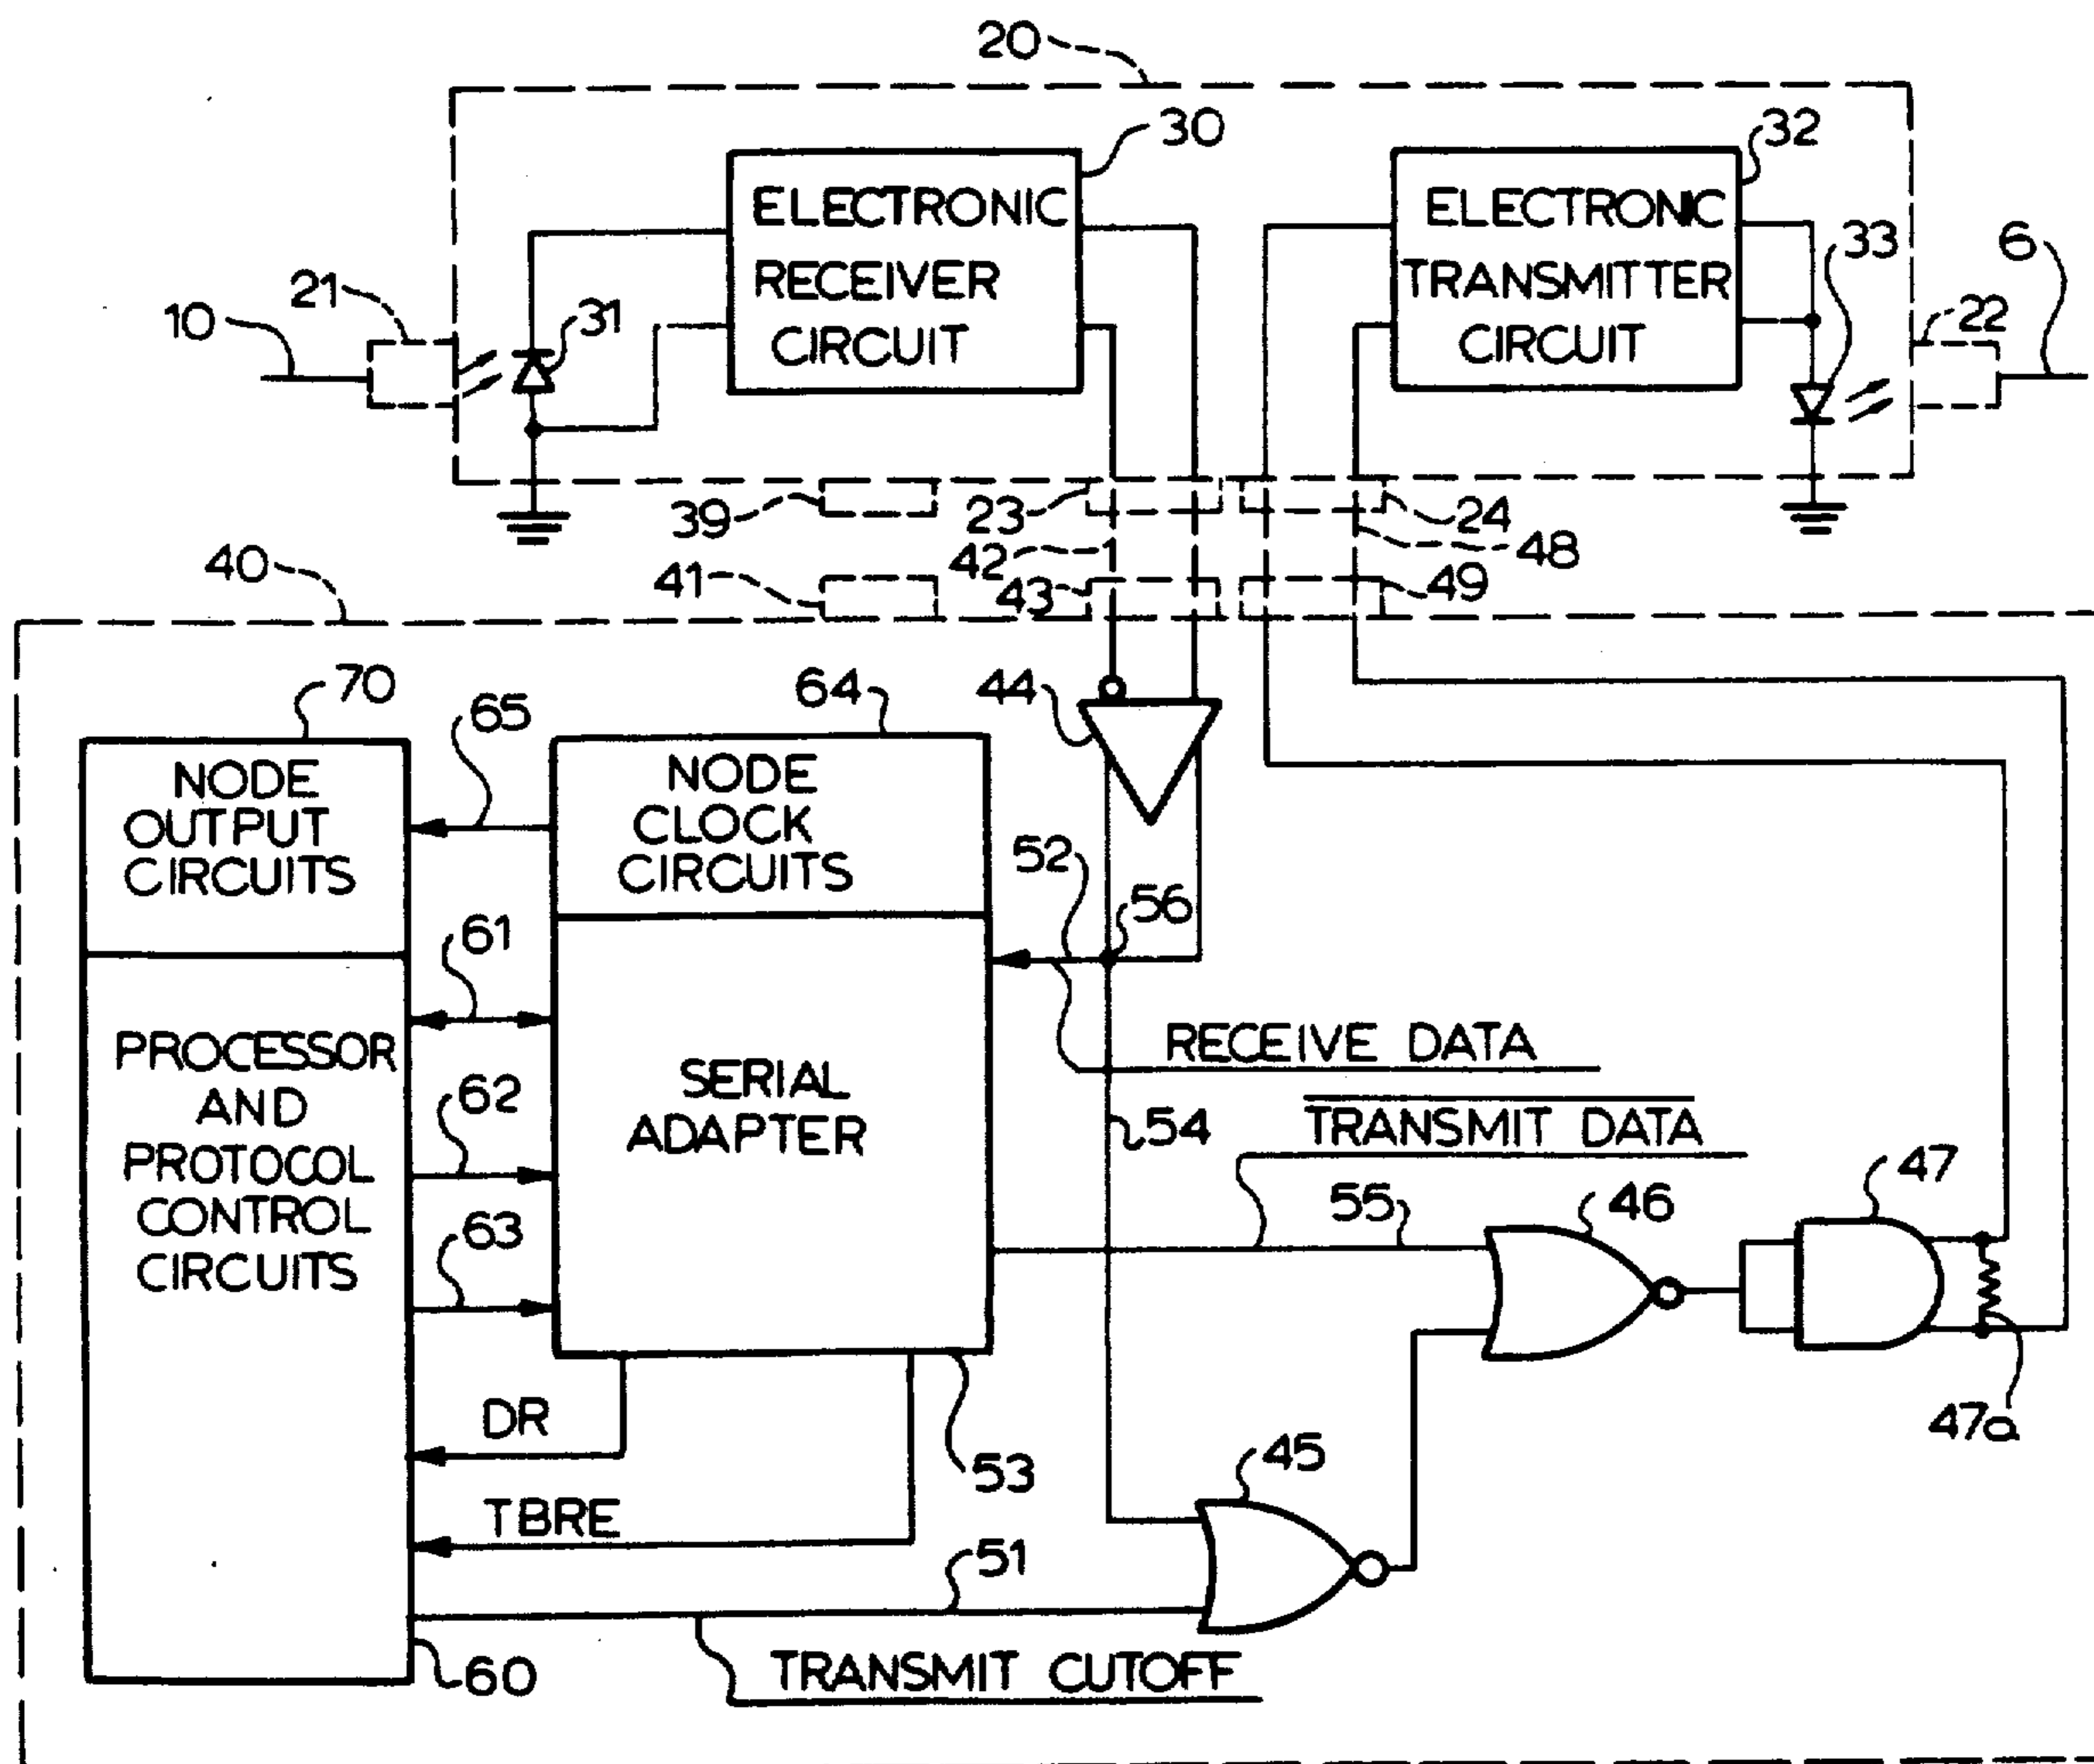 20
30
32
ELECTRONIC
RECEIVER
CIRCUIT
ELECTRONIC
TRANSMITTER
CIRCUIT
33
6
21
31
22
10
39
23
24
42
48
40
41
43
49
70
65
64
44
NODE
OUTPUT
CIRCUITS
NODE
CLOCK
CIRCUITS
52
56
61
PROCESSOR
AND
PROTOCOL
CONTROL
CIRCUITS
SERIAL
ADAPTER
RECEIVE DATA
62
54
TRANSMIT DATA
47
63
55
46
DR
47a
53
45
TBRE
51
60
TRANSMIT CUTOFF